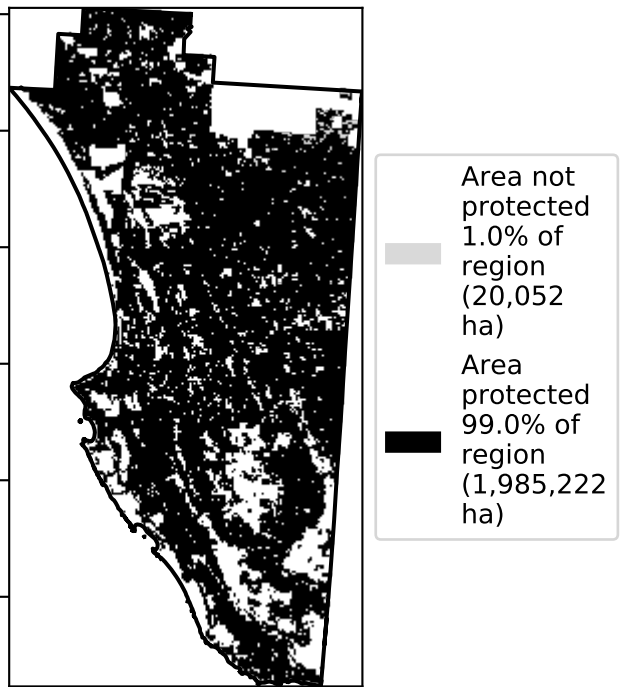 Area not
protected
1.0% of
region
(20,052
ha)
Area
protected
99.0% of
region
(1,985,222
ha)